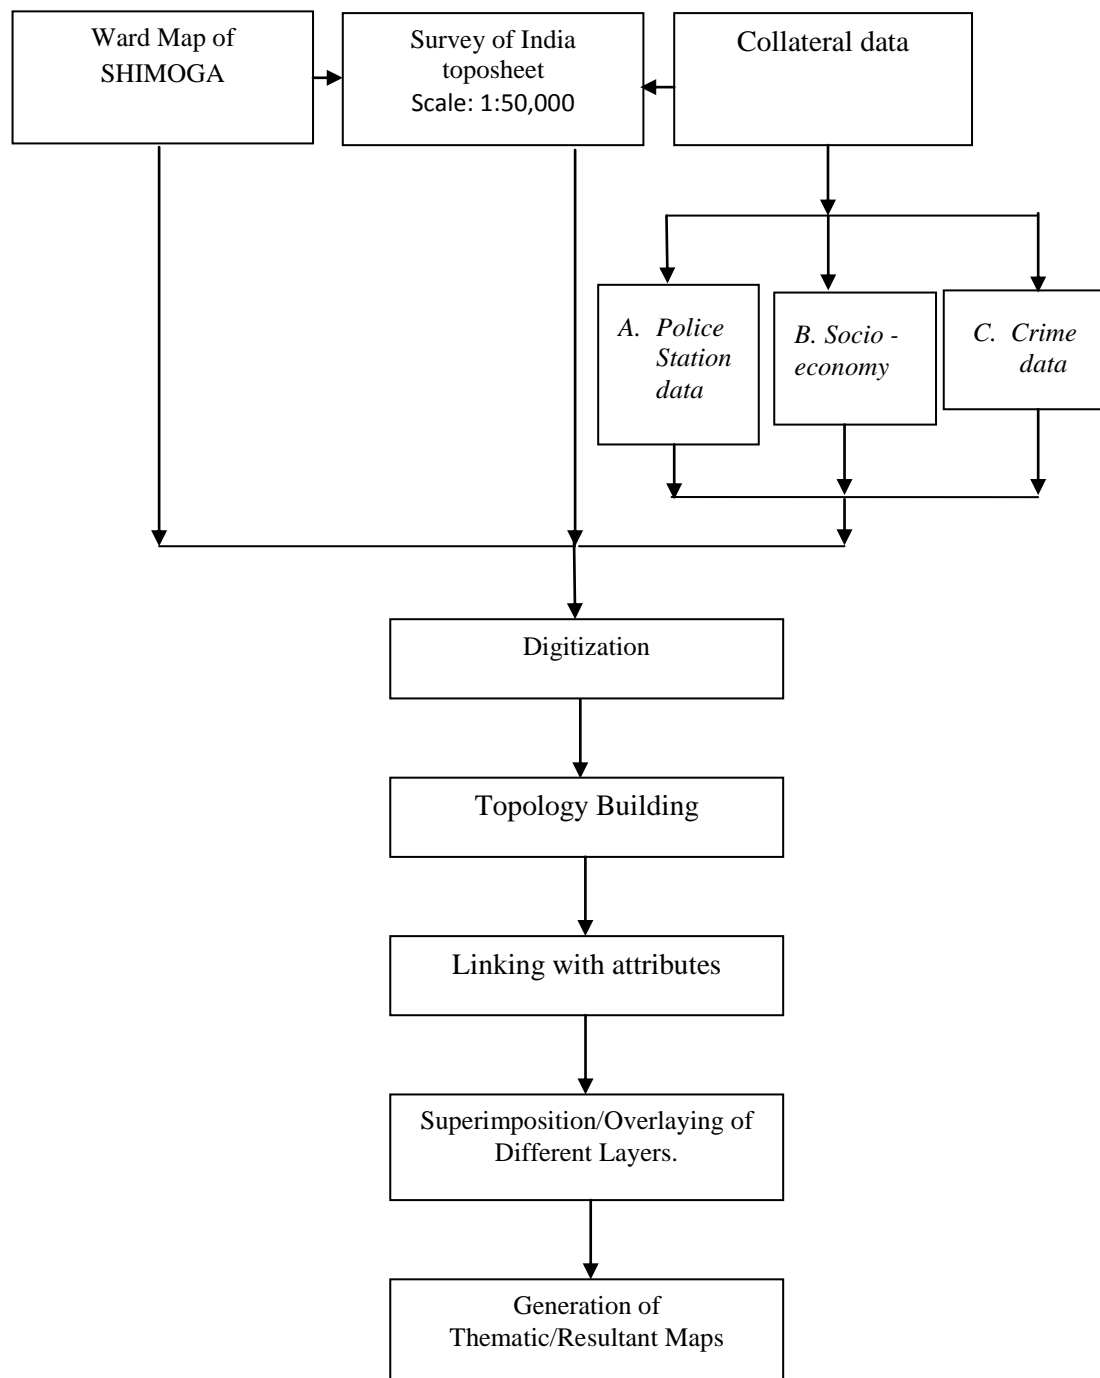 Ward Map of
SHIMOGA
Survey of India
toposheet
Scale: 1:50,000
Collateral data
A. Police
Station
data
B. Socio -
economy
C. Crime
data
Digitization
Topology Building
Linking with attributes
Superimposition/Overlaying of
Different Layers.
Generation of
Thematic/Resultant Maps